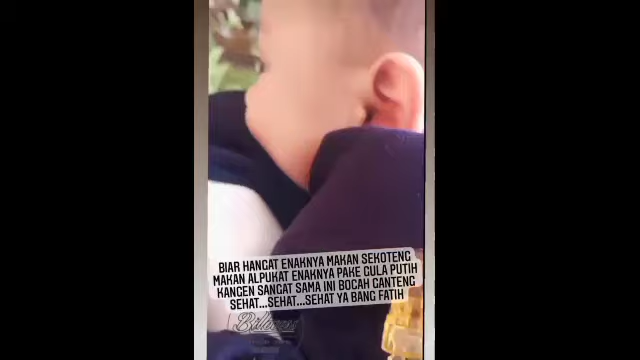 BIAR HANGAT ENAKNYA MAKAN SEKOTENG
MAKAN ALPUKAT ENAKNYA PAKE GULA PUTIH
KANGEN SANGAT SAMA INI BOCAH GANTENG
SEHAT...SEHAT...SEHAT YA BANG FATIH